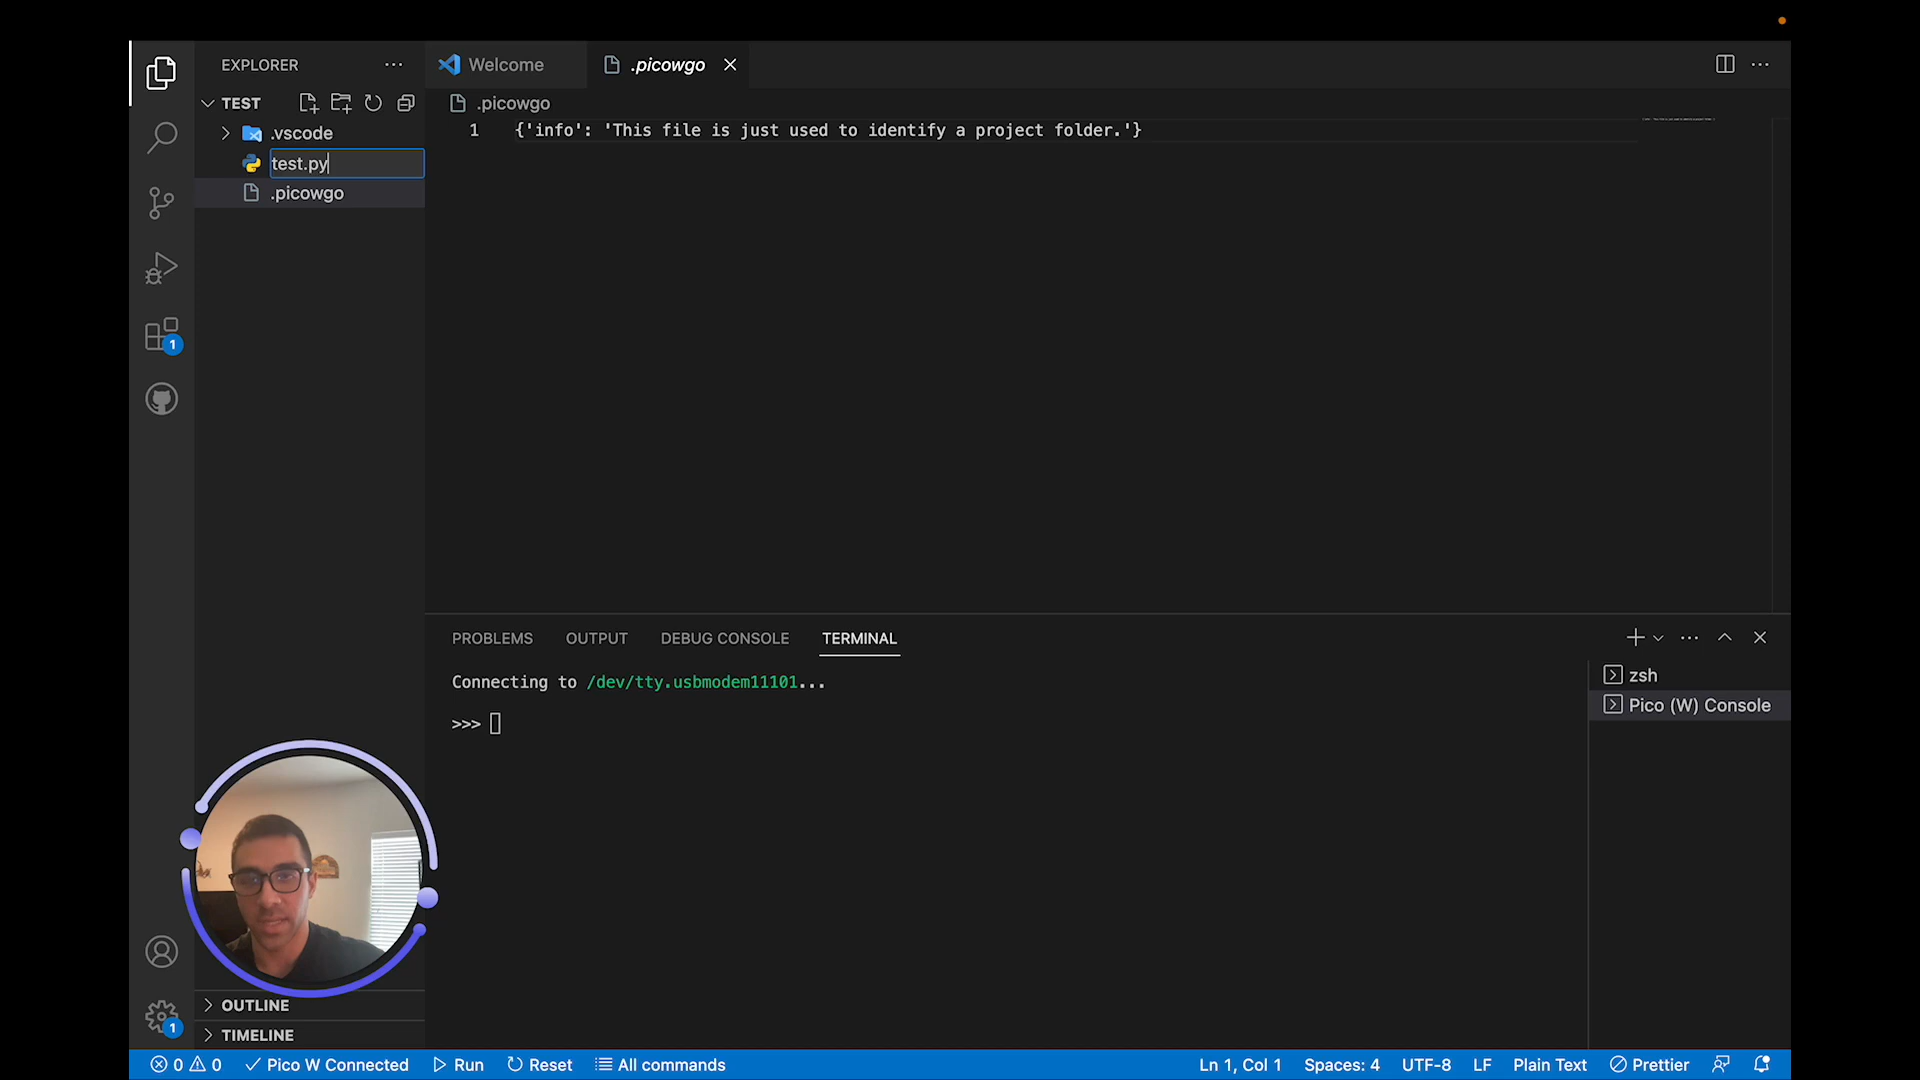 EXPLORER
Welcome
.picowgo
TEST
.picowgo
.vscode
1 {'info': 'This file is just used to identify a project folder.'}
test.py
.picowgo
1
PROBLEMS OUTPUT DEBUG CONSOLE TERMINAL
Connecting to /dev/tty.usbmodem11101...
>>>
zsh
Pico (W) Console
OUTLINE
TIMELINE
1
0 0 Pico W Connected Run Reset All commands Ln 1, Col 1 Spaces: 4 UTF-8 LF Plain Text Prettier